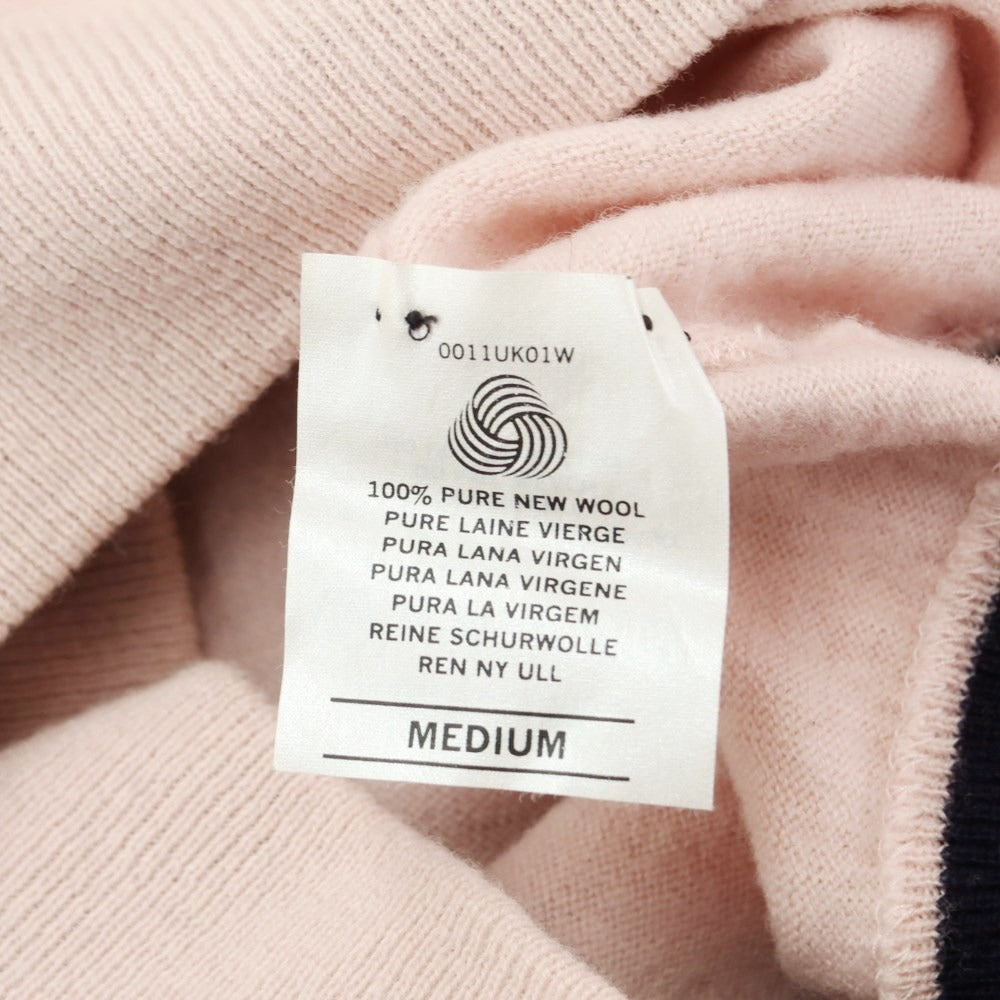 0011UK01W
100% PURE NEW WOOL
PURE LAINE VIERGE
PURA LANA VIRGEN
PURA LANA VIRGENE
PURA LA VIRGEM
REINE SCHURWOLLE
REN NY ULL
MEDIUM